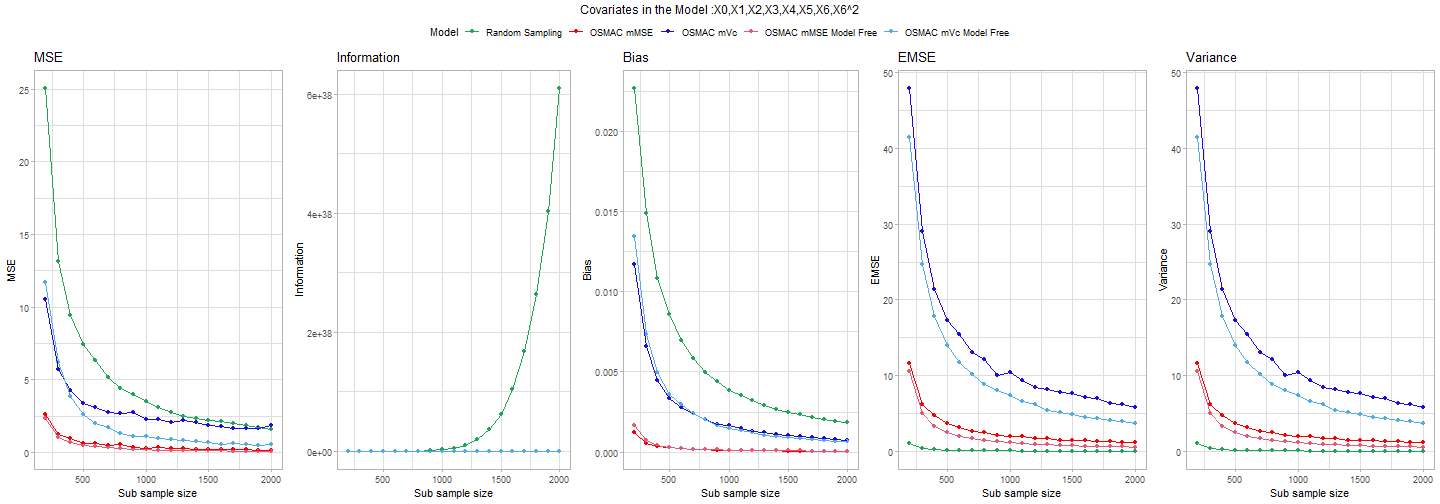 Covariates in the Model :X0,X1,X2,X3,X4,X5,X6,X6^2
Model Random Sampling OSMAC mMSE OSMAC mVc OSMAC mMSE Model Free OSMAC mVc Model Free
MSE
MSE
25
20
15
10
5
0
500 1000 1500 2000
Sub sample size
Information
Information
6e+38
4e+38
2e+38
0e+00
500 1000 1500 2000
Sub sample size
Bias
Bias
0.020
0.015
0.010
0.005
0.000
500 1000 1500 2000
Sub sample size
EMSE
EMSE
50
40
30
20
10
0
500 1000 1500 2000
Sub sample size
Variance
Variance
50
40
30
20
10
0
500 1000 1500 2000
Sub sample size